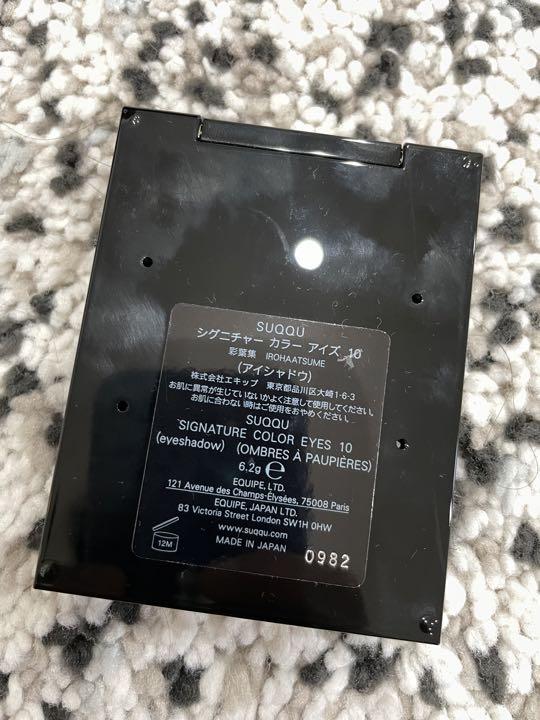 SUQQU
シグニチャー カラー アイズ 10
彩葉集 IROHAATSUME
(アイシャドウ)
株式会社エキップ 東京都品川区大崎1-6-3
お肌に異常が生じていないかよく注意して使用してください。
お肌に合わない時はご使用をおやめください。
SUQQU
SIGNATURE COLOR EYES 10
(eyeshadow) (OMBRES À PAUPIÈRES)
6.2g ℮
EQUIPE, LTD.
121 Avenue des Champs-Élysées, 75008 Paris
EQUIPE, JAPAN LTD.
83 Victoria Street London SW1H 0HW
www.suqqu.com
MADE IN JAPAN
12M
0982